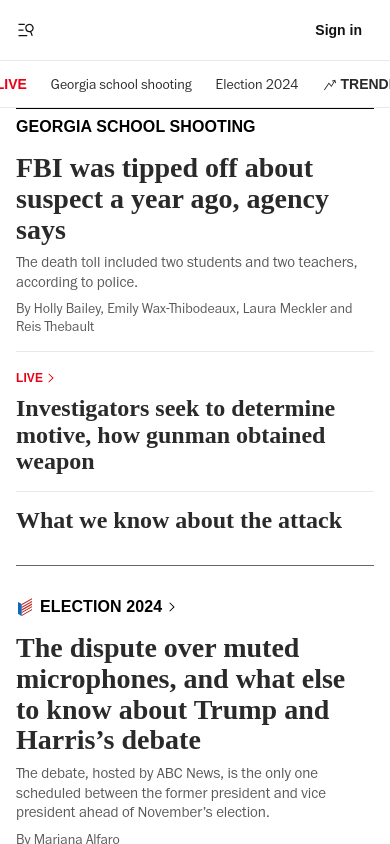 Sign in
LIVE
Georgia school shooting
Election 2024
TREND
GEORGIA SCHOOL SHOOTING
FBI was tipped off about
suspect a year ago, agency
says
The death toll included two students and two teachers,
according to police.
By Holly Bailey, Emily Wax-Thibodeaux, Laura Meckler and
Reis Thebault
LIVE
Investigators seek to determine
motive, how gunman obtained
weapon
What we know about the attack
ELECTION 2024
The dispute over muted
microphones, and what else
to know about Trump and
Harris’s debate
The debate, hosted by ABC News, is the only one
scheduled between the former president and vice
president ahead of November’s election.
By Mariana Alfaro